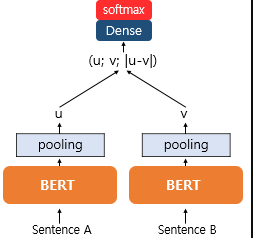 softmax
Dense
(u; v; |u-v|)
u v
pooling pooling
BERT BERT
Sentence A Sentence B